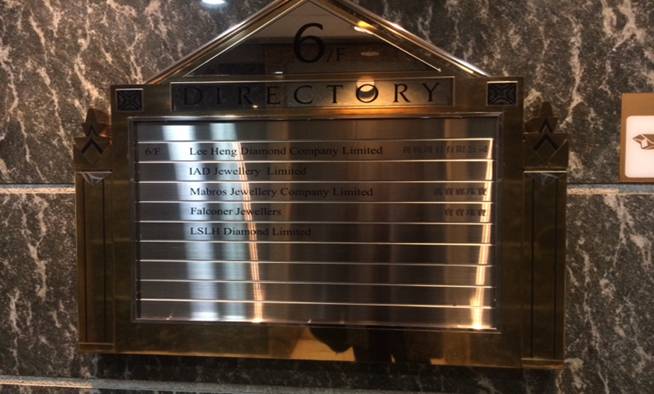 6/F
DIRECTORY
6/F Lee Heng Diamond Company Limited
IAD Jewellery Limited
Mabros Jewellery Company Limited
Falconer Jewellers
LSLH Diamond Limited